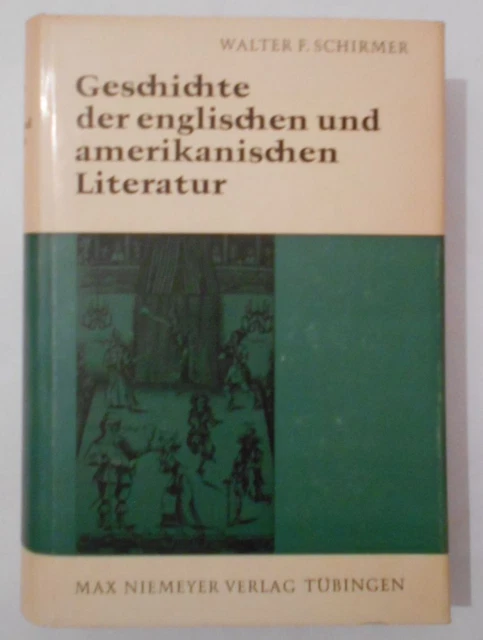 WALTER F. SCHIRMER
Geschichte
der englischen und
amerikanischen
Literatur
MAX NIEMEYER VERLAG TÜBINGEN